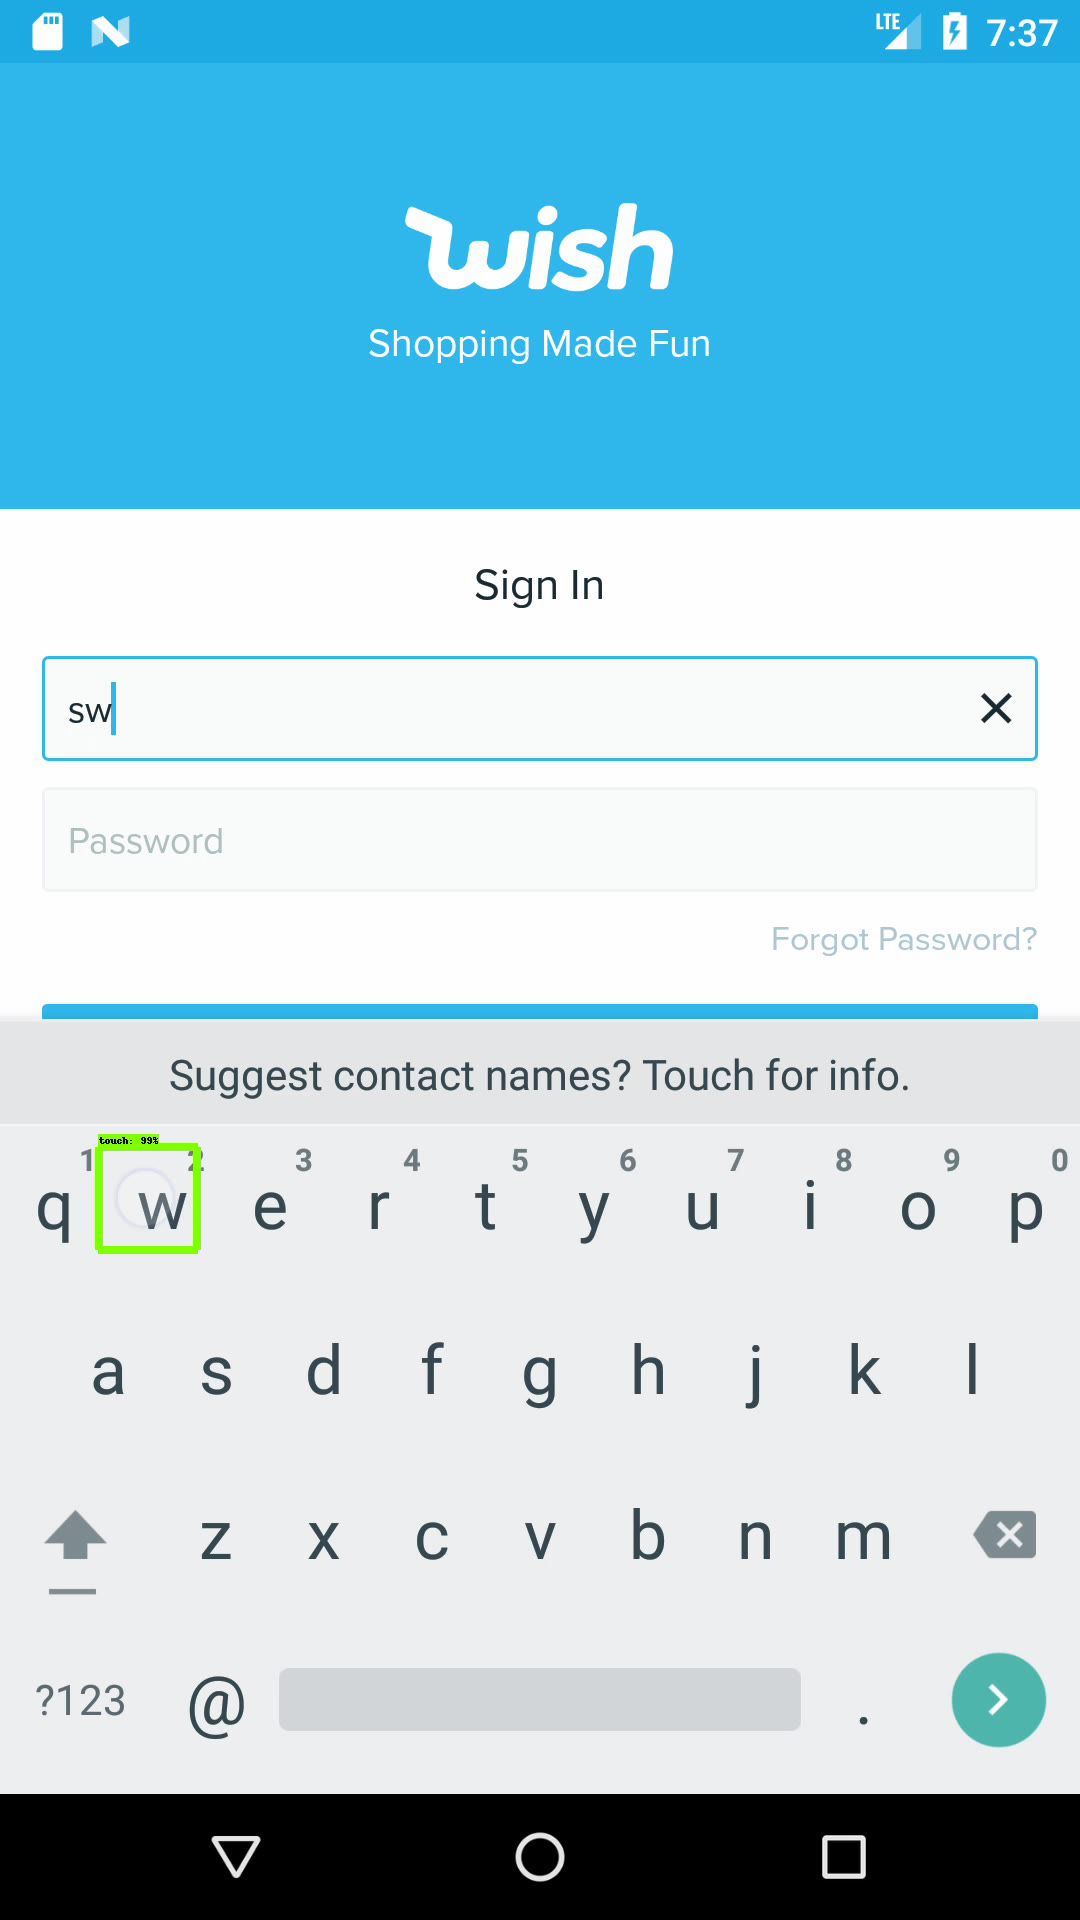 LTE 7:37
wish
Shopping Made Fun
Sign In
sw
Password
Forgot Password?
Suggest contact names? Touch for info.
touch: 99%
1 2 3 4 5 6 7 8 9 0
q w e r t y u i o p
a s d f g h j k l
z x c v b n m
?123 @ .